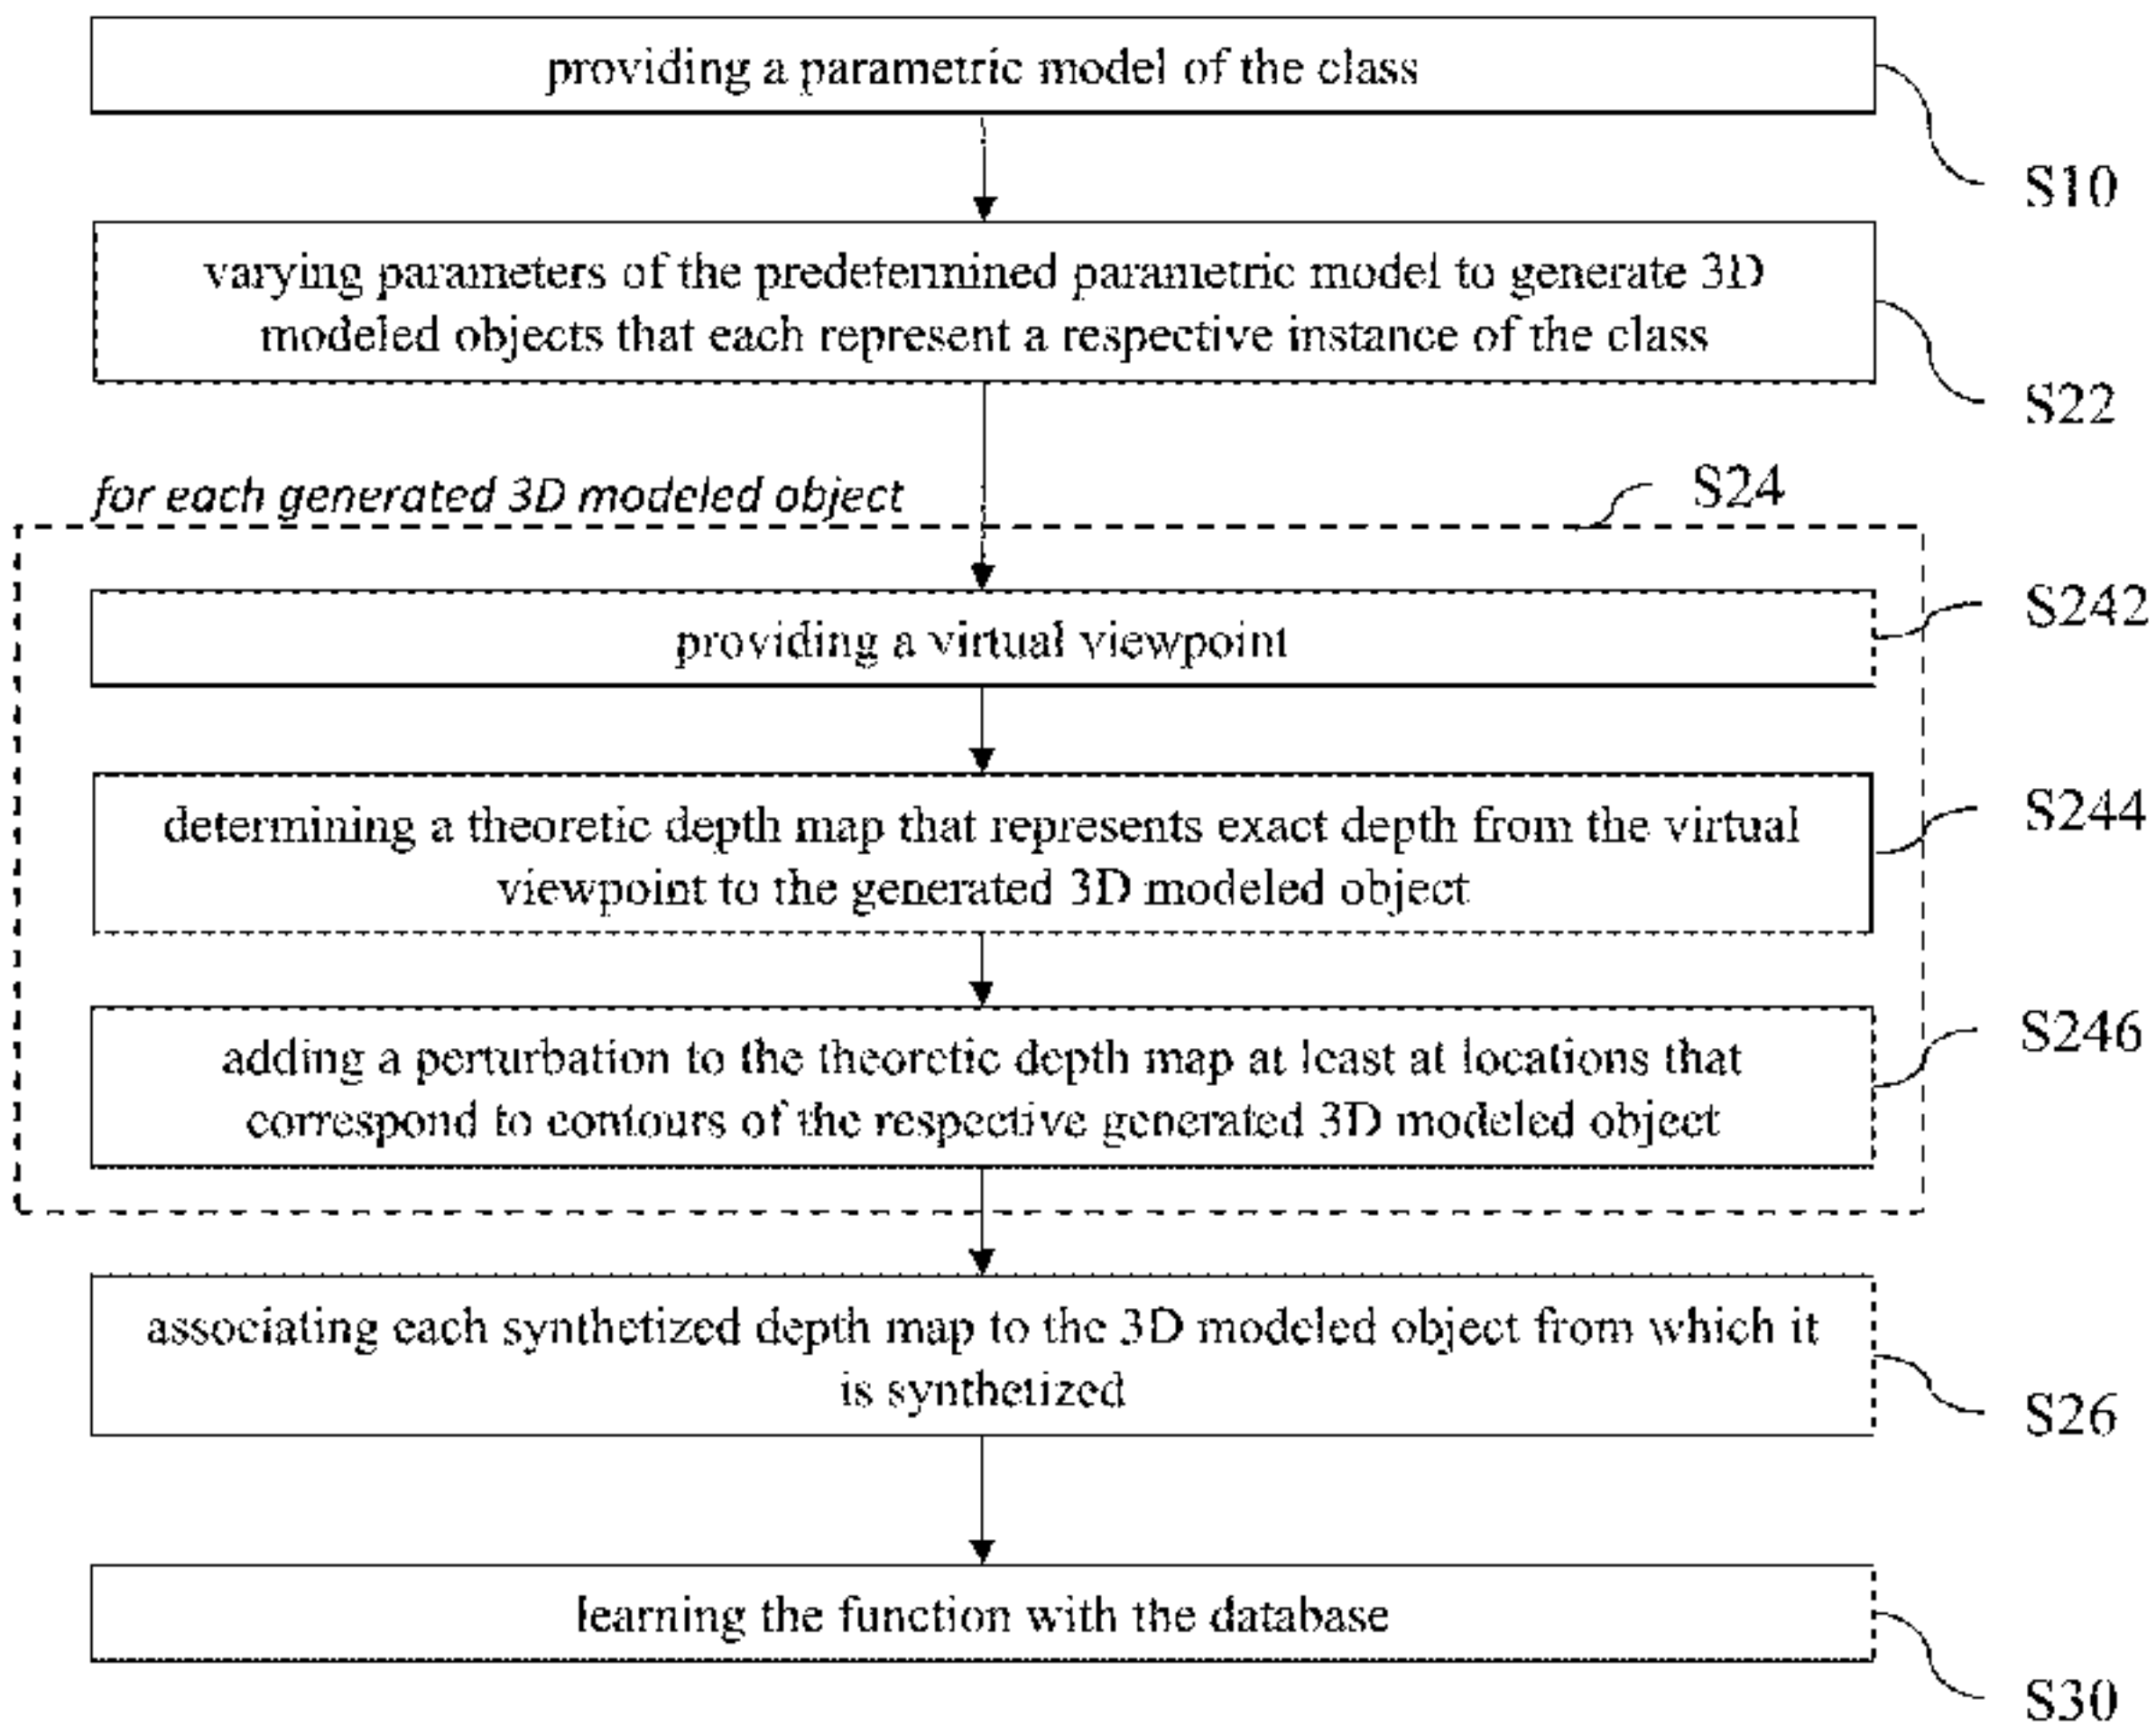 providing a parametric model of the class
S10
varying parameters of the predetermined parametric model to generate 3D
modeled objects that each represent a respective instance of the class
S22
for each generated 3D modeled object
S24
providing a virtual viewpoint
S242
determining a theoretic depth map that represents exact depth from the virtual
viewpoint to the generated 3D modeled object
S244
adding a perturbation to the theoretic depth map at least at locations that
correspond to contours of the respective generated 3D modeled object
S246
associating each synthetized depth map to the 3D modeled object from which it
is synthetized
S26
learning the function with the database
S30